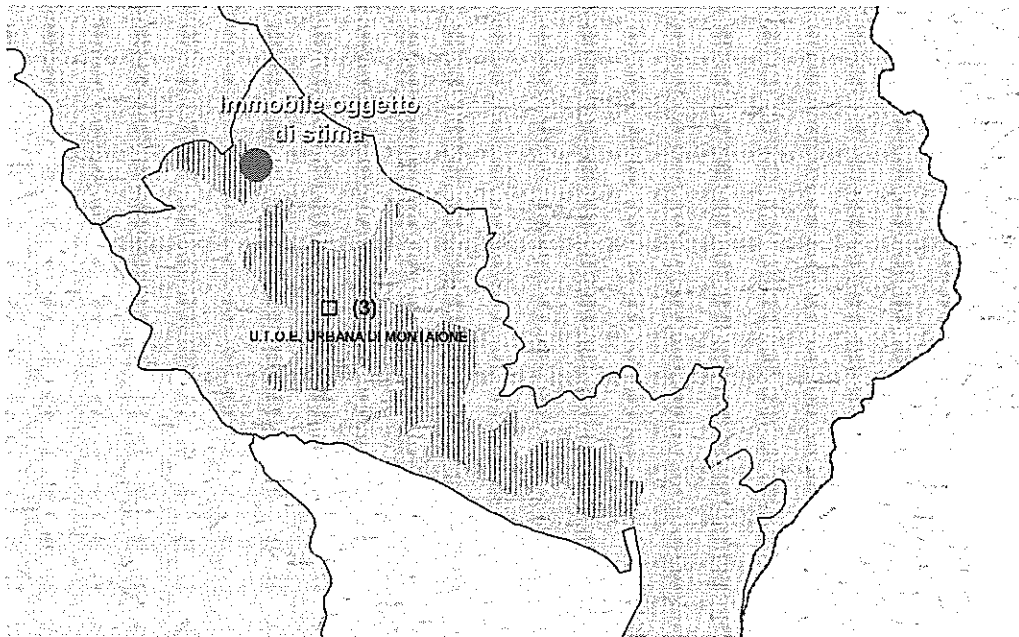 Immobile oggetto
di stima
(3)
U.T.O.E. URBANA DI MONTAIONE